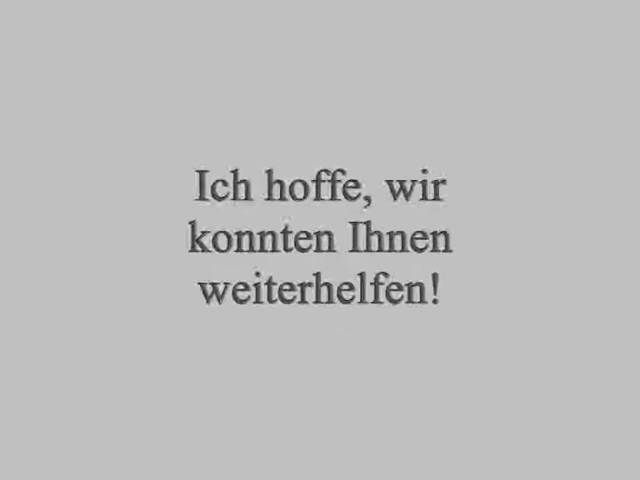 Ich hoffe, wir
konnten Ihnen
weiterhelfen!